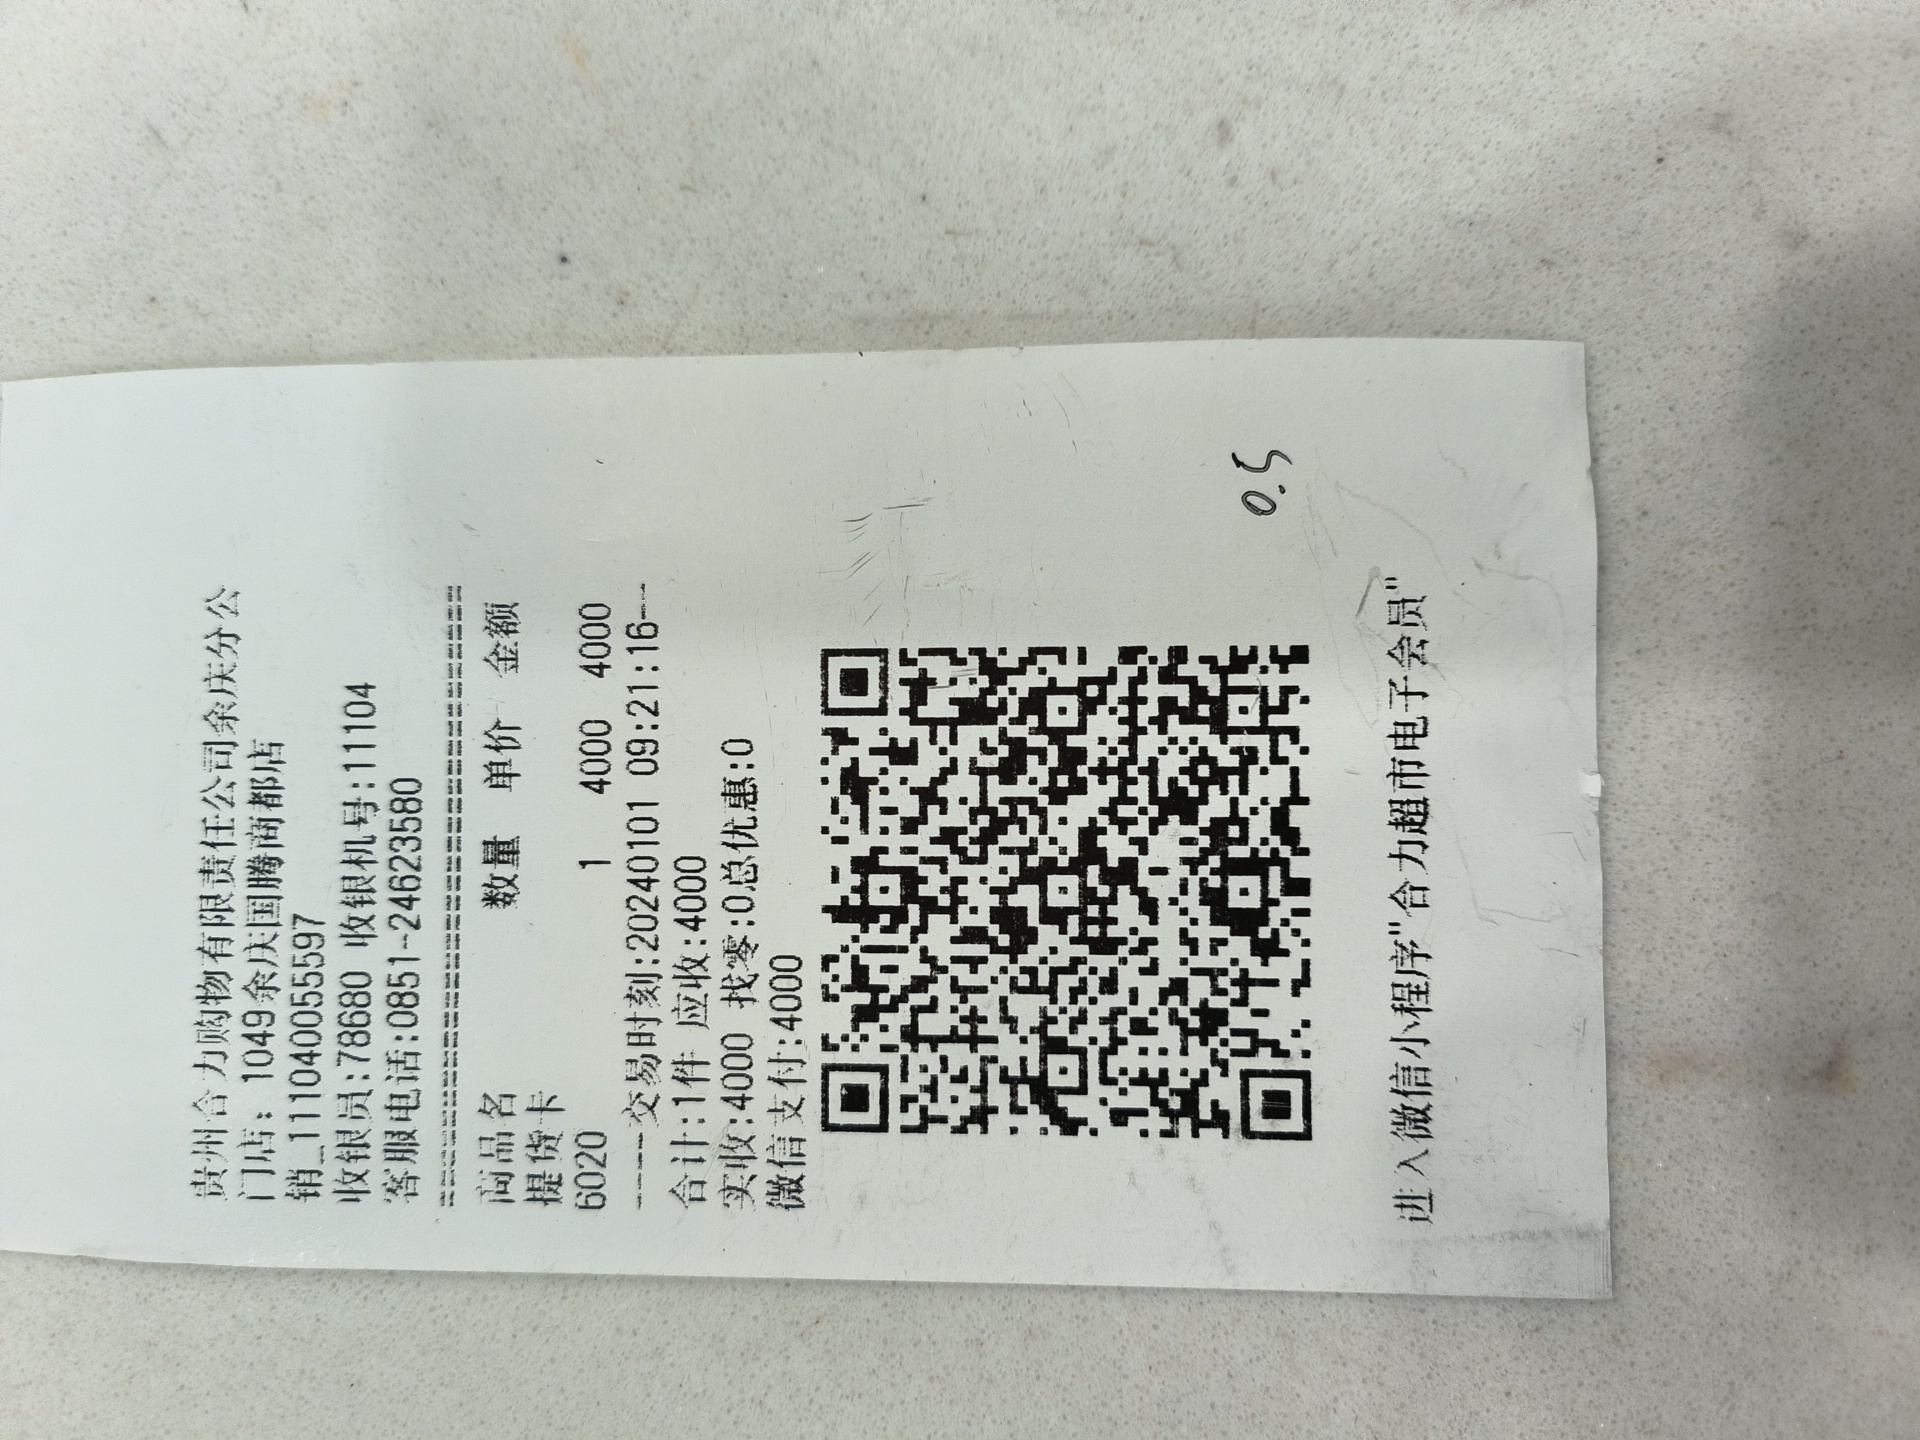 贵州合力购物有限责任公司余庆分公
门店: 1049余庆国腾商都店
销_111040055597
收银员:78680 收银机号:11104
客服电话:0851-24623580
================================
商品名 数量 单价 金额
提货卡
6020 1 4000 4000
----交易时刻:20240101 09:21:16--
合计:1件 应收:4000
实收:4000 找零:0总优惠:0
微信支付:4000
0.5
进入微信小程序"合力超市电子会员"